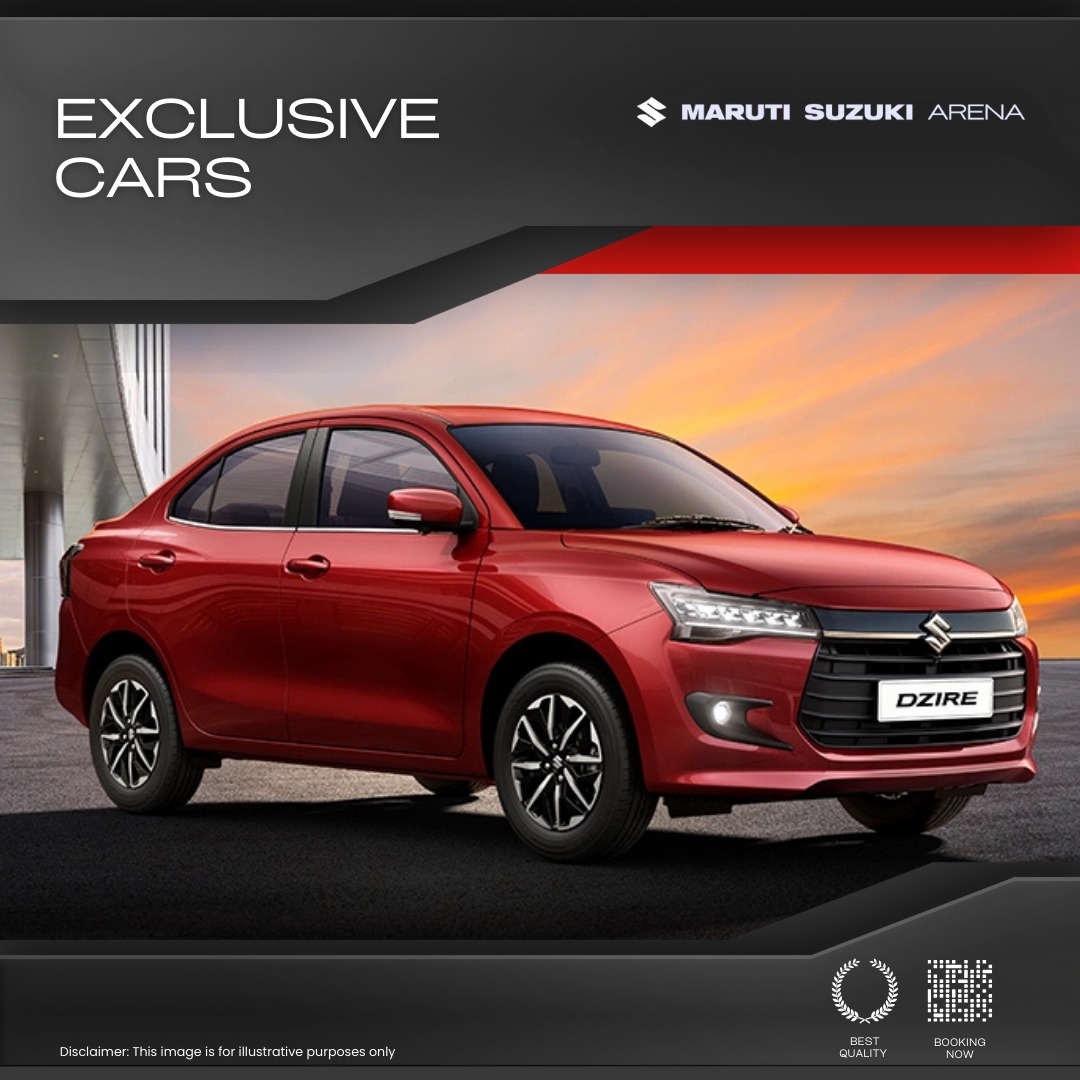 EXCLUSIVE
CARS
MARUTI SUZUKI ARENA
DZIRE
BEST
QUALITY
BOOKING
NOW
Disclaimer: This image is for illustrative purposes only